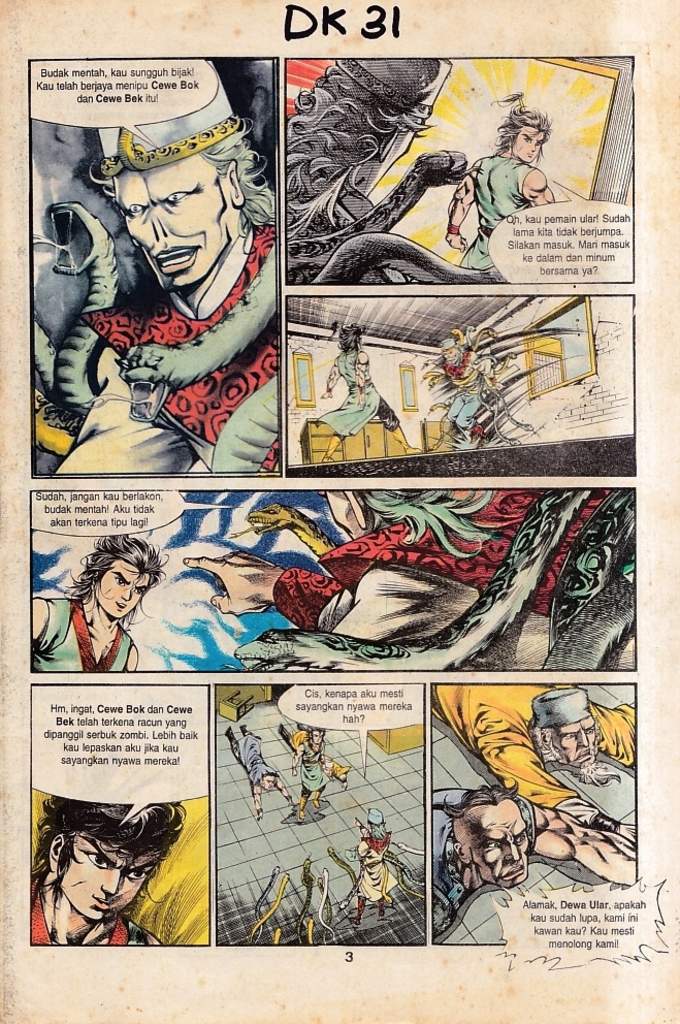 DK 31
Budak mentah, kau sungguh bijak!
Kau telah berjaya menipu Cewe Bok
dan Cewe Bek itu!
Oh, kau pemain ular! Sudah
lama kita tidak berjumpa.
Silakan masuk. Mari masuk
ke dalam dan minum
bersama ya?
Sudah, jangan kau berlakon,
budak mentah! Aku tidak
akan terkena tipu lagi!
Hm, ingat, Cewe Bok dan Cewe
Bek telah terkena racun yang
dipanggil serbuk zombi. Lebih baik
kau lepaskan aku jika kau
sayangkan nyawa mereka!
Cis, kenapa aku mesti
sayangkan nyawa mereka
hah?
Alamak, Dewa Ular, apakah
kau sudah lupa, kami ini
kawan kau? Kau mesti
menolong kami!
3